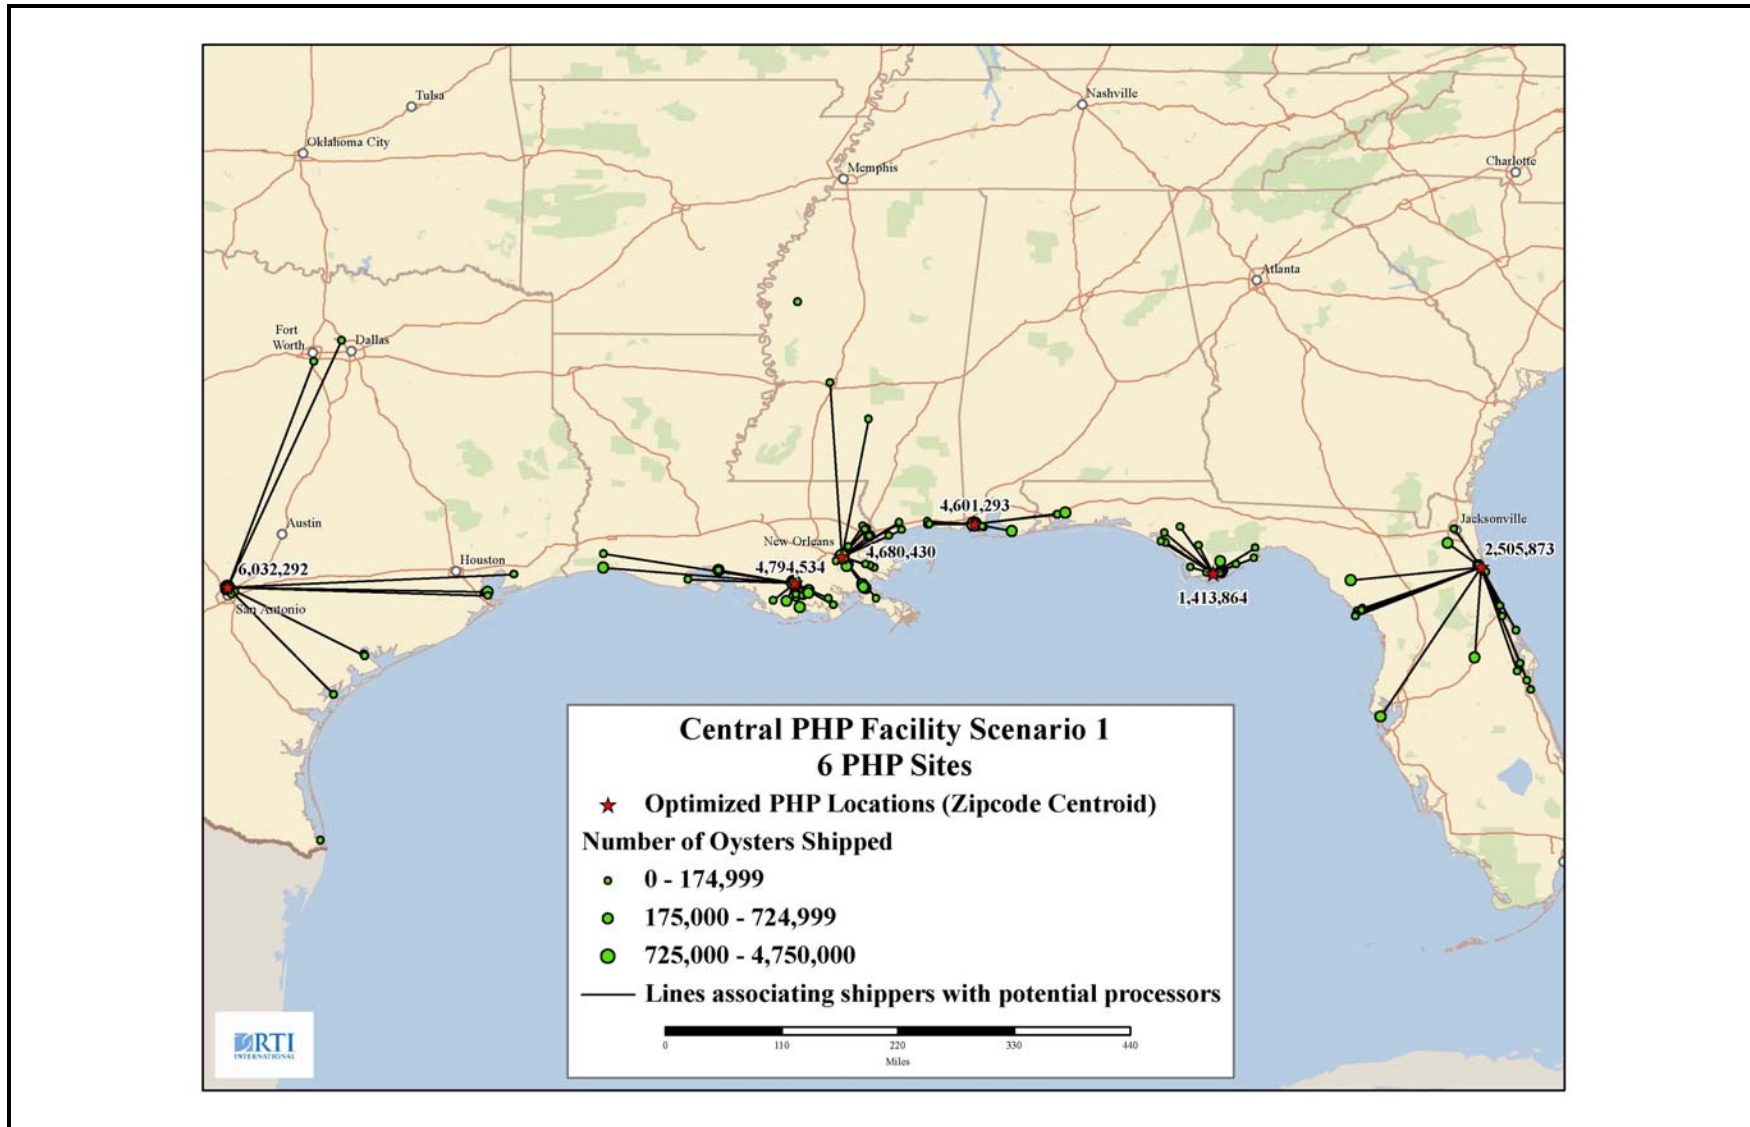 Tulsa
Nashville
Oklahoma City
Memphis
Charlotte
Atlanta
Fort
Worth
Dallas
Austin
Houston
New Orleans
Jacksonville
San Antonio
4,601,293
4,680,430
2,505,873
4,794,534
6,032,292
1,413,864
Central PHP Facility Scenario 1
6 PHP Sites
Optimized PHP Locations (Zipcode Centroid)
Number of Oysters Shipped
0 - 174,999
175,000 - 724,999
725,000 - 4,750,000
Lines associating shippers with potential processors
0 110 220 330 440
Miles
RTI
INTERNATIONAL